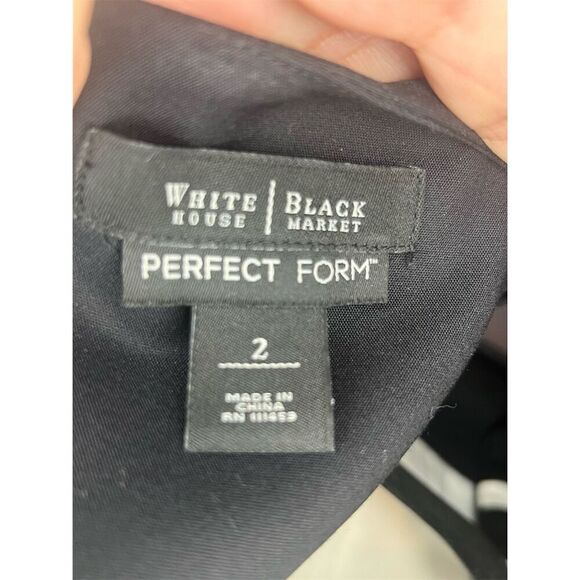 WHITE HOUSE | BLACK MARKET
PERFECT FORM™
2
MADE IN
CHINA
RN 111459